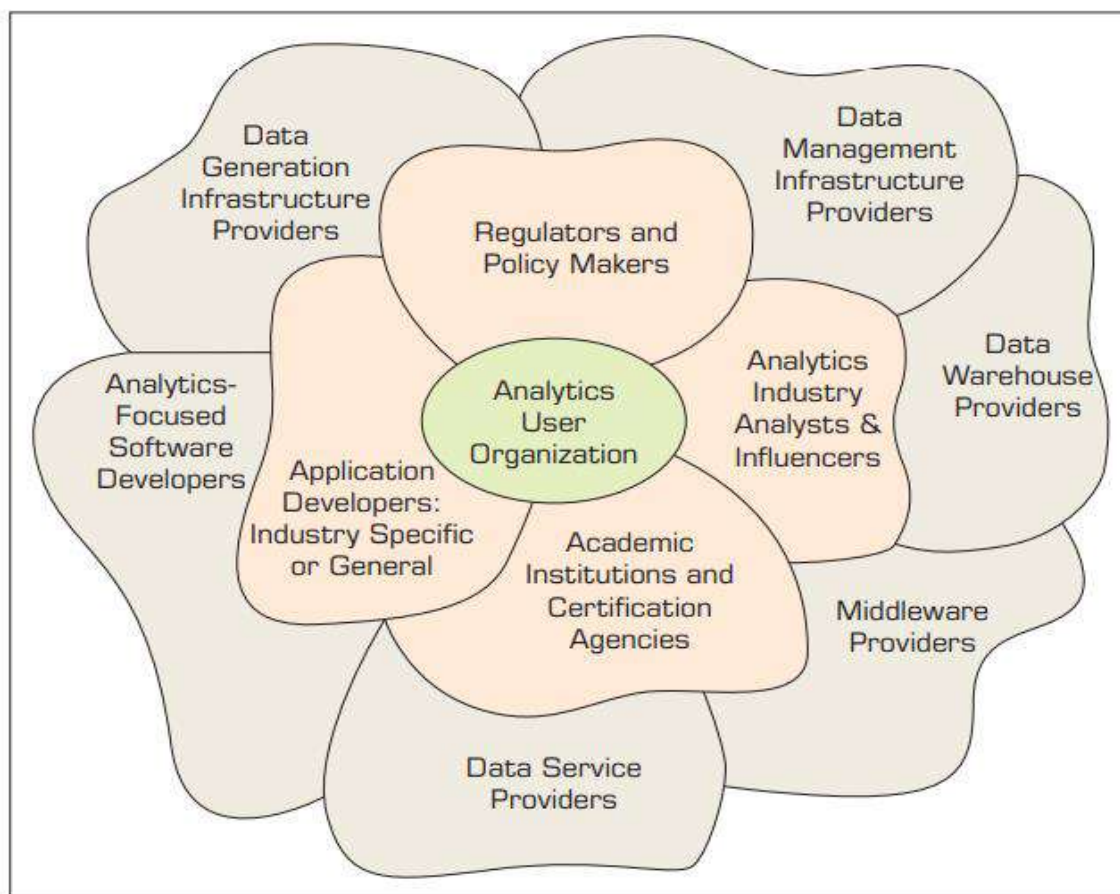 Data
Generation
Infrastructure
Providers
Data
Management
Infrastructure
Providers
Regulators and
Policy Makers
Analytics-
Focused
Software
Developers
Application
Developers:
Industry Specific
or General
Analytics
User
Organization
Analytics
Industry
Analysts &
Influencers
Data
Warehouse
Providers
Academic
Institutions and
Certification
Agencies
Middleware
Providers
Data Service
Providers